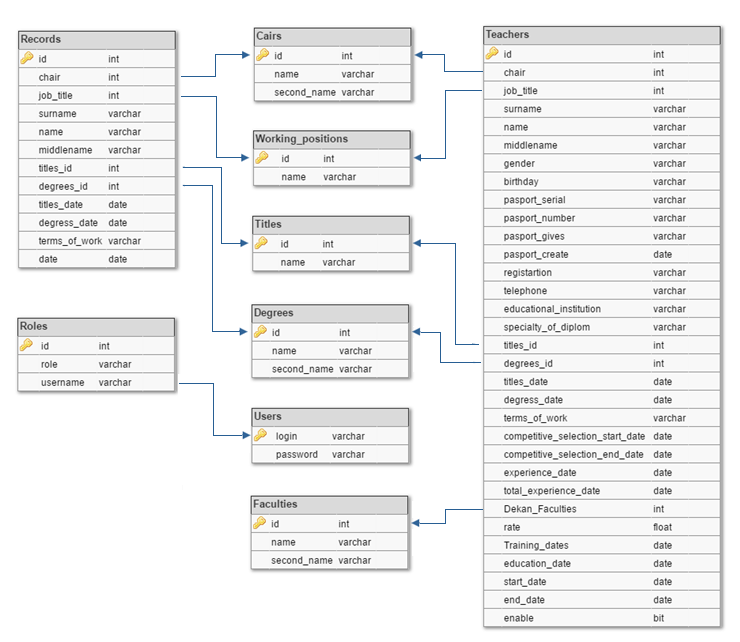 Records
id int
chair int
job_title int
surname varchar
name varchar
middlename varchar
titles_id int
degrees_id int
titles_date date
degress_date date
terms_of_work varchar
date date
Roles
id int
role varchar
username varchar
Cairs
id int
name varchar
second_name varchar
Working_positions
id int
name varchar
Titles
id int
name varchar
Degrees
id int
name varchar
second_name varchar
Users
login varchar
password varchar
Faculties
id int
name varchar
second_name varchar
Teachers
id int
chair int
job_title int
surname varchar
name varchar
middlename varchar
gender varchar
birthday varchar
pasport_serial varchar
pasport_number varchar
pasport_gives varchar
pasport_create date
registartion varchar
telephone varchar
educational_institution varchar
specialty_of_diplom varchar
titles_id int
degrees_id int
titles_date date
degress_date date
terms_of_work varchar
competitive_selection_start_date date
competitive_selection_end_date date
experience_date date
total_experience_date date
Dekan_Faculties int
rate float
Training_dates date
education_date date
start_date date
end_date date
enable bit